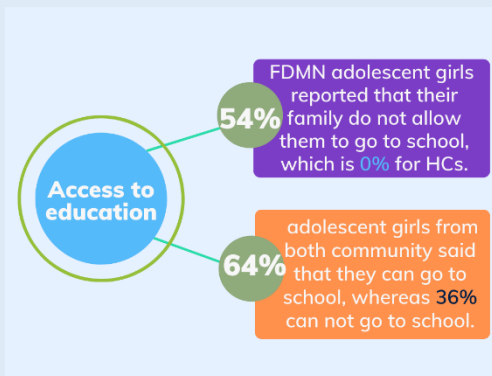 Access to
education
54%
FDMN adolescent girls
reported that their
family do not allow
them to go to school,
which is 0% for HCs.
64%
adolescent girls from
both community said
that they can go to
school, whereas 36%
can not go to school.